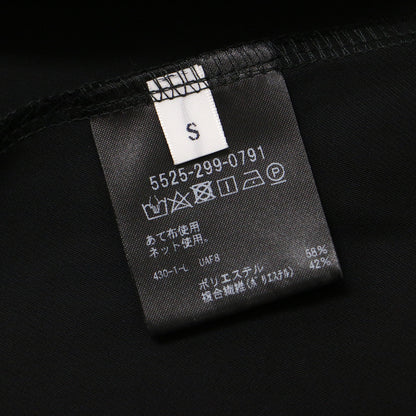 S
5525-299-0791
あて布使用
ネット使用。
430-1-L UAF8
ポリエステル 58%
複合繊維(ポリエステル) 42%